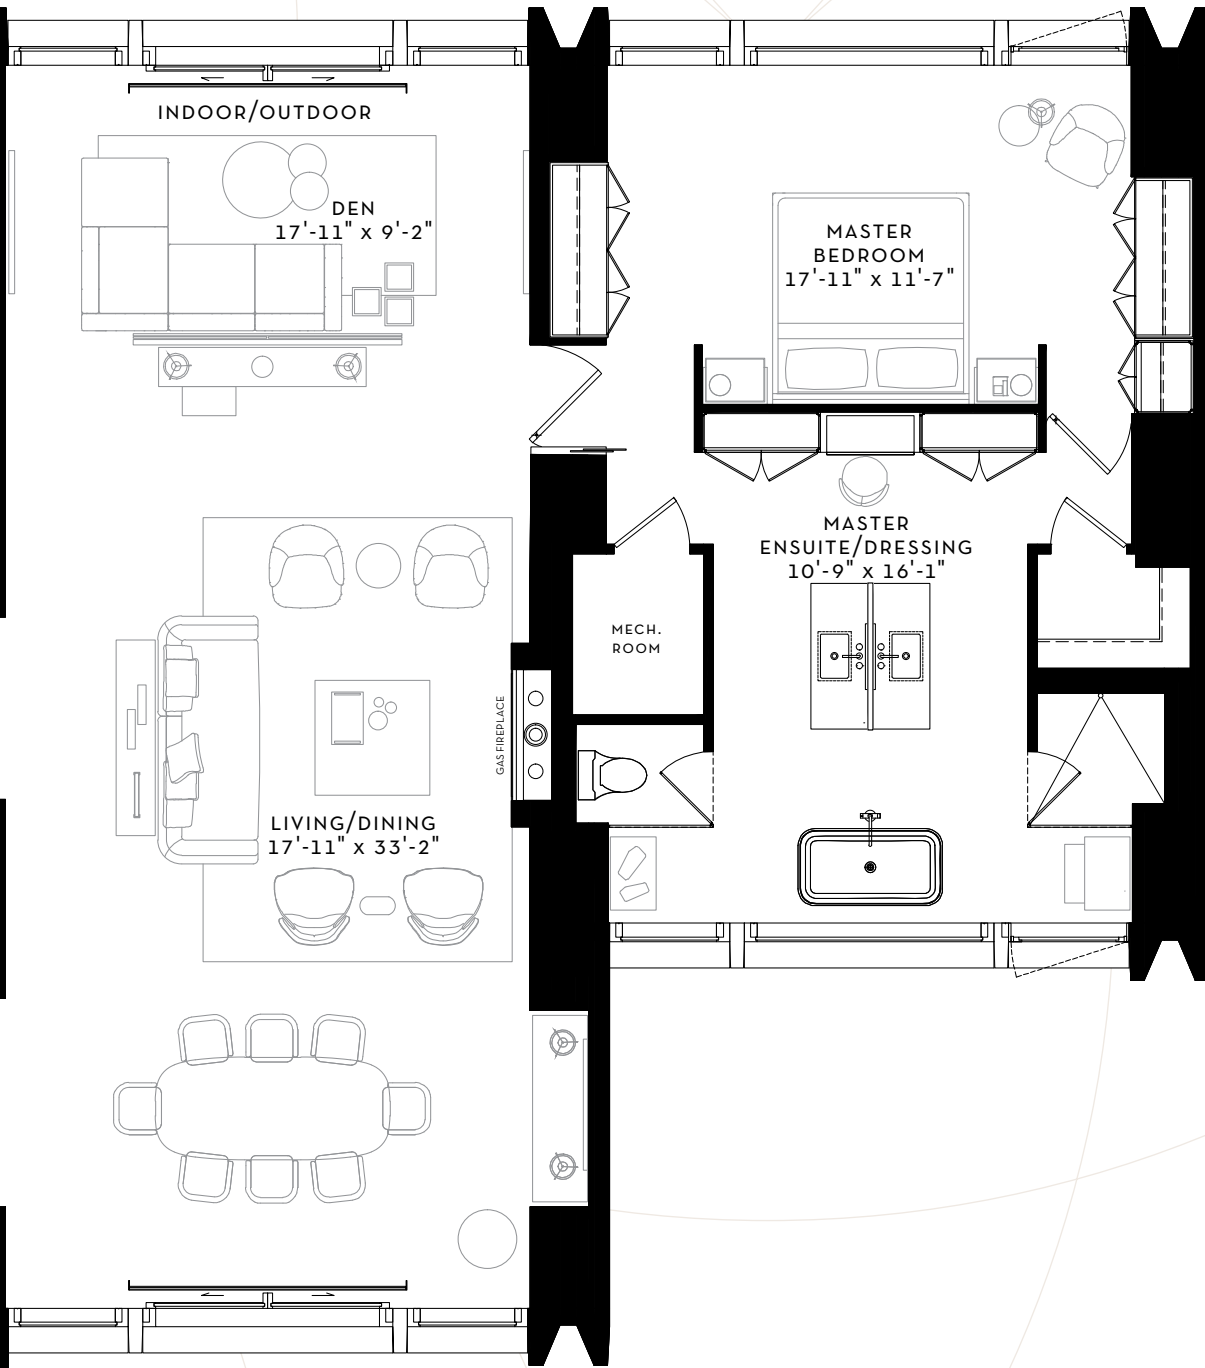 INDOOR/OUTDOOR
DEN
17'-11" x 9'-2"
MASTER
BEDROOM
17'-11" x 11'-7"
MASTER
ENSUITE/DRESSING
10'-9" x 16'-1"
MECH.
ROOM
GAS FIREPLACE
LIVING/DINING
17'-11" x 33'-2"